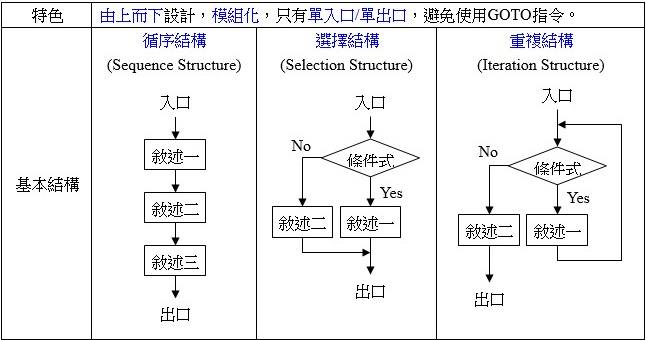 特色
由上而下設計，模組化，只有單入口/單出口，避免使用GOTO指令。
基本結構
循序結構
(Sequence Structure)
入口
敘述一
敘述二
敘述三
出口
選擇結構
(Selection Structure)
入口
No
條件式
Yes
敘述二
敘述一
出口
重複結構
(Iteration Structure)
入口
No
條件式
Yes
敘述二
敘述一
出口